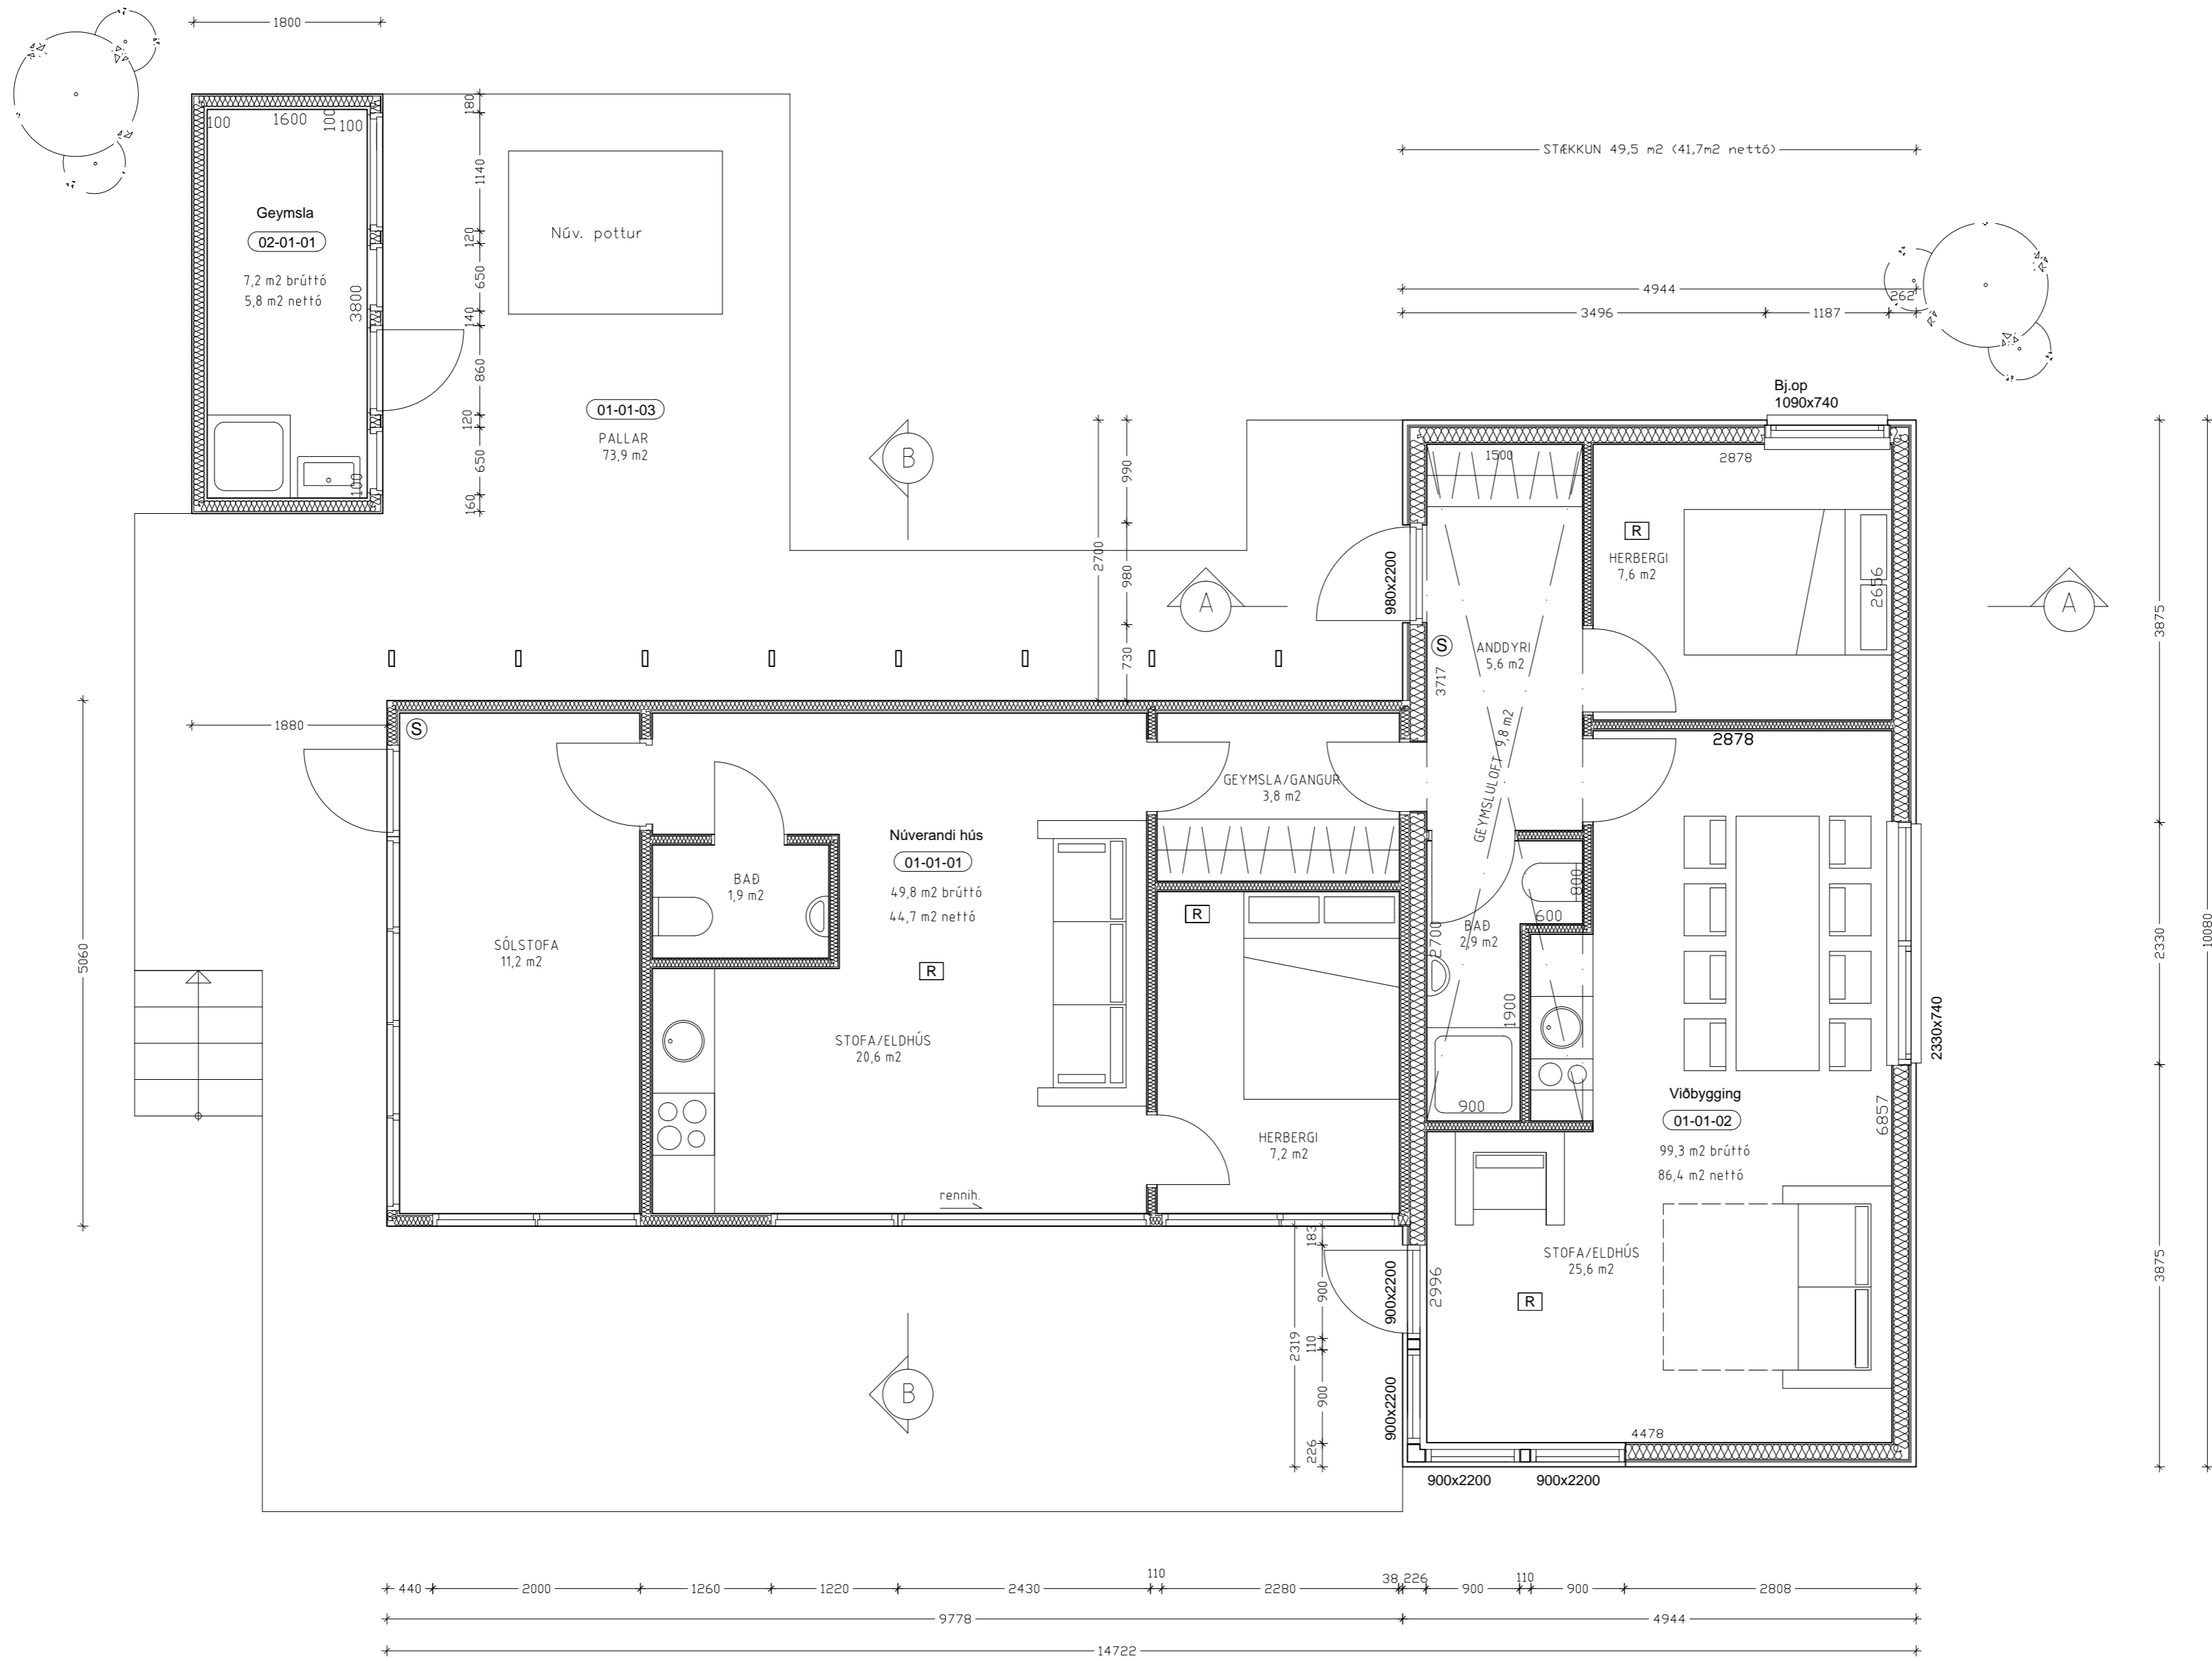 1800
180
100
1600
100
100
1140
STÆKKUN 49,5 m2 (41,7m2 nettó)
Geymsla
02-01-01
Núv. pottur
120
7,2 m2 brúttó
5,8 m2 nettó
650
3800
140
4944
262
3496
1187
860
Bj.op
1090x740
01-01-03
PALLAR
73,9 m2
120
650
100
160
B
990
1500
2878
R
HERBERGI
7,6 m2
2656
2700
980
980x2200
A
A
3875
730
S
ANDDYRI
5,6 m2
3717
1880
S
2878
GEYMSLULOFT 9,8 m2
GEYMSLA/GANGUR
3,8 m2
Núverandi hús
01-01-01
49,8 m2 brúttó
44,7 m2 nettó
BAÐ
1,9 m2
R
R
800
600
BAÐ
2,9 m2
2700
1900
900
5060
SÓLSTOFA
11,2 m2
STOFA/ELDHÚS
20,6 m2
2330
10080
2330x740
Viðbygging
01-01-02
99,3 m2 brúttó
86,4 m2 nettó
6857
HERBERGI
7,2 m2
rennih.
183
900
900x2200
2996
STOFA/ELDHÚS
25,6 m2
R
3875
2319
110
900
900x2200
226
B
4478
900x2200
900x2200
440
2000
1260
1220
2430
110
2280
38
226
900
110
900
2808
9778
4944
14722